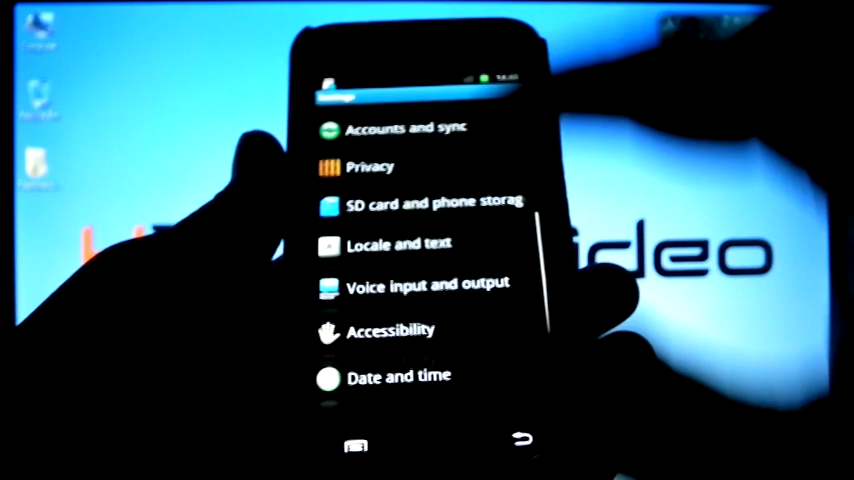 Settings
Accounts and sync
Privacy
SD card and phone storag
Locale and text
Voice input and output
Accessibility
Date and time
ideo